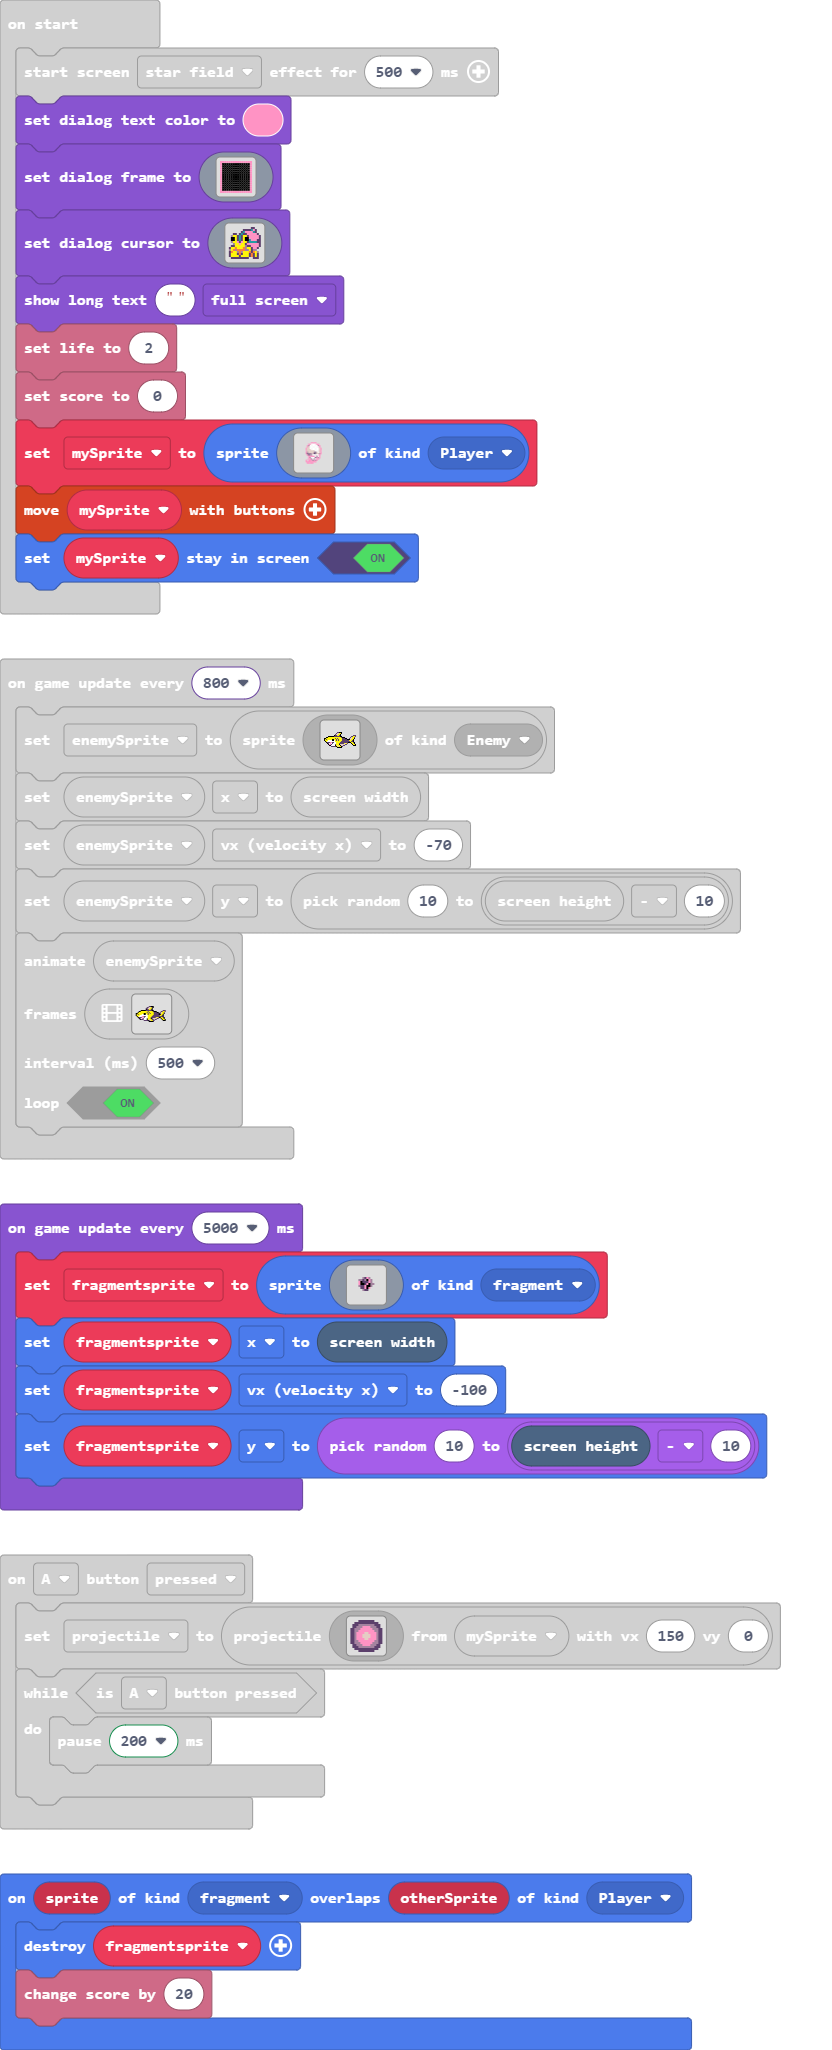 on start
start screen star field effect for 500 ms
set dialog text color to
set dialog frame to
set dialog cursor to
show long text " " full screen
set life to 2
set score to 0
set mySprite to sprite of kind Player
move mySprite with buttons
set mySprite stay in screen ON
on game update every 800 ms
set enemySprite to sprite of kind Enemy
set enemySprite x to screen width
set enemySprite vx (velocity x) to -70
set enemySprite y to pick random 10 to screen height - 10
animate enemySprite
frames
interval (ms) 500
loop ON
on game update every 5000 ms
set fragmentsprite to sprite of kind fragment
set fragmentsprite x to screen width
set fragmentsprite vx (velocity x) to -100
set fragmentsprite y to pick random 10 to screen height - 10
on A button pressed
set projectile to projectile from mySprite with vx 150 vy 0
while is A button pressed
do
pause 200 ms
on sprite of kind fragment overlaps otherSprite of kind Player
destroy fragmentsprite
change score by 20